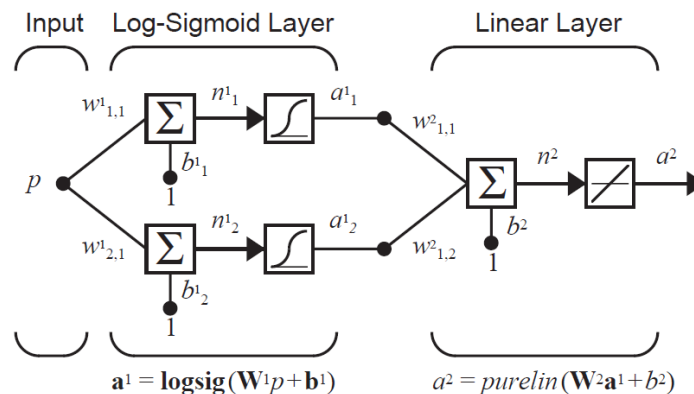 Input Log-Sigmoid Layer Linear Layer
w¹1,1 n¹1 a¹1 w²1,1
Σ
b¹1
1
p
Σ n² a²
b²
1
w¹2,1 n¹2 a¹2 w²1,2
Σ
b¹2
1
a¹ = logsig(W¹p+b¹) a² = purelin(W²a¹+b²)